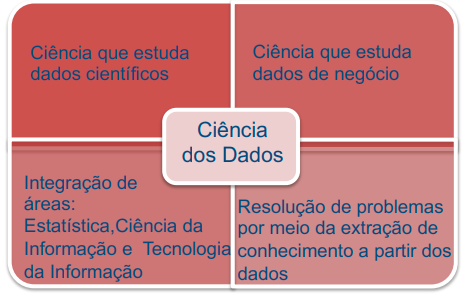 Ciência que estuda
dados científicos
Ciência que estuda
dados de negócio
Ciência
dos Dados
Integração de
áreas:
Estatística,Ciência da
Informação e Tecnologia
da Informação
Resolução de problemas
por meio da extração de
conhecimento a partir dos
dados